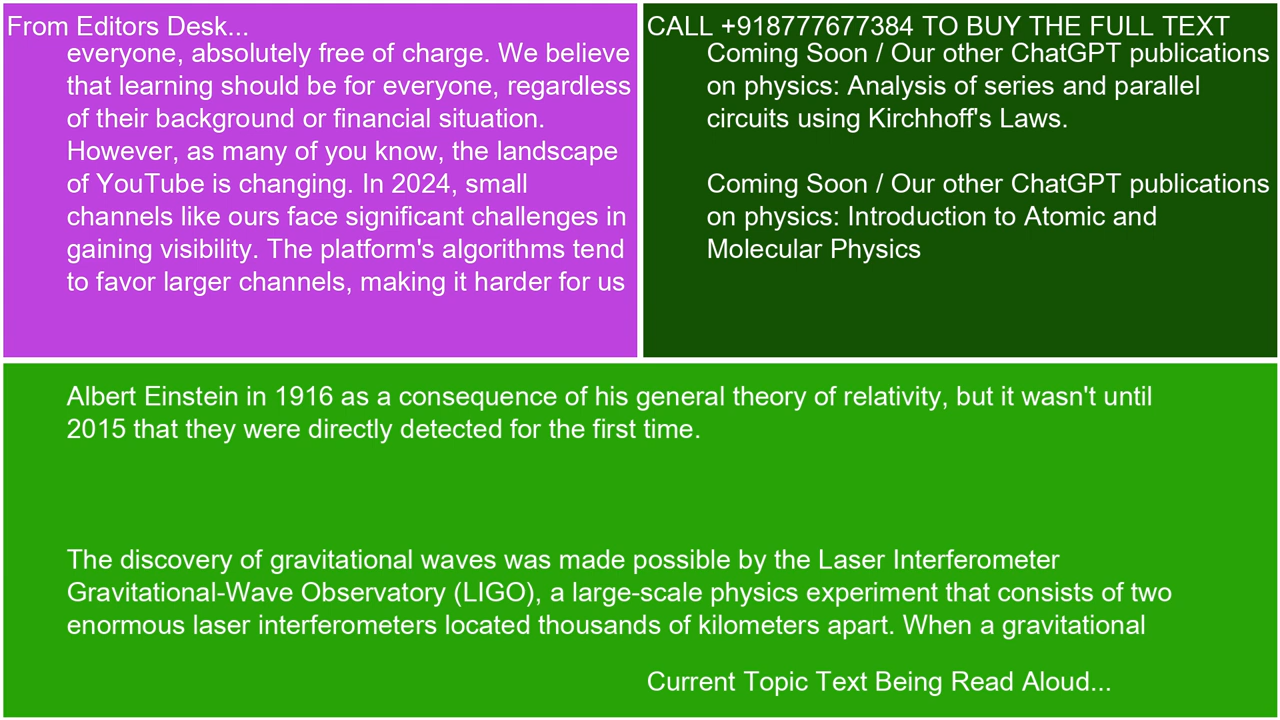 From Editors Desk...
everyone, absolutely free of charge. We believe
that learning should be for everyone, regardless
of their background or financial situation.
However, as many of you know, the landscape
of YouTube is changing. In 2024, small
channels like ours face significant challenges in
gaining visibility. The platform's algorithms tend
to favor larger channels, making it harder for us
CALL +918777677384 TO BUY THE FULL TEXT
Coming Soon / Our other ChatGPT publications
on physics: Analysis of series and parallel
circuits using Kirchhoff's Laws.
Coming Soon / Our other ChatGPT publications
on physics: Introduction to Atomic and
Molecular Physics
Albert Einstein in 1916 as a consequence of his general theory of relativity, but it wasn't until
2015 that they were directly detected for the first time.
The discovery of gravitational waves was made possible by the Laser Interferometer
Gravitational-Wave Observatory (LIGO), a large-scale physics experiment that consists of two
enormous laser interferometers located thousands of kilometers apart. When a gravitational
Current Topic Text Being Read Aloud...